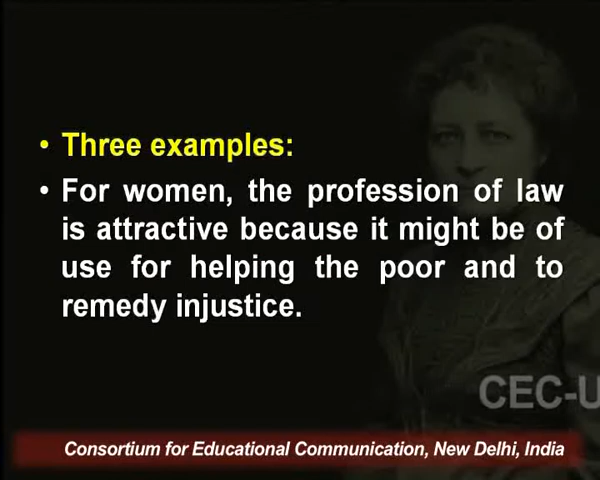 • Three examples:
• For women, the profession of law
is attractive because it might be of
use for helping the poor and to
remedy injustice.
CEC-U
Consortium for Educational Communication, New Delhi, India